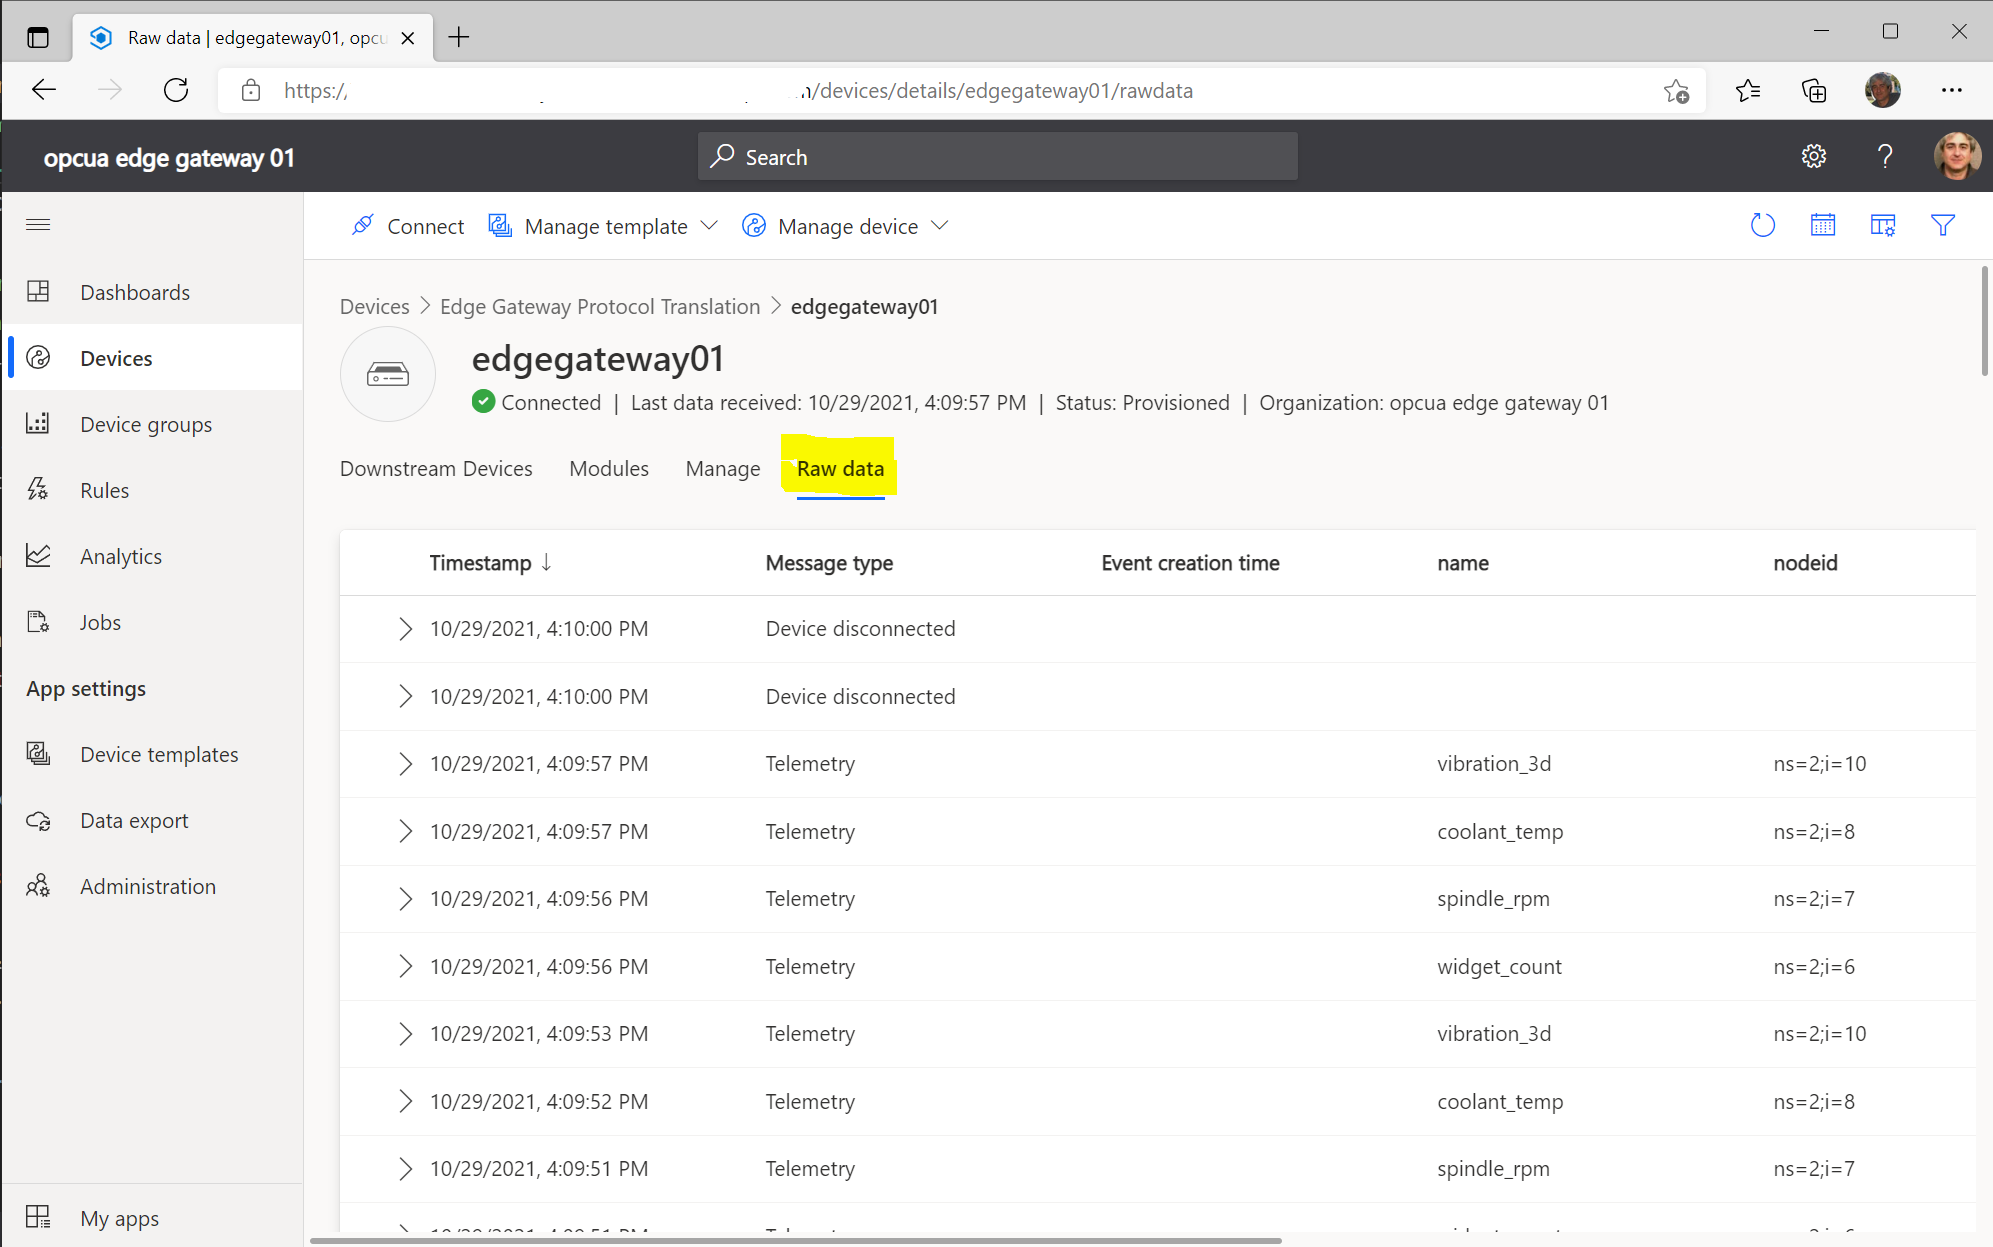 Raw data | edgegateway01, opcu
https:/
/devices/details/edgegateway01/rawdata
opcua edge gateway 01
Search
?
Connect
Manage template
Manage device
Dashboards
Devices
Device groups
Rules
Analytics
Jobs
App settings
Device templates
Data export
Administration
My apps
Devices > Edge Gateway Protocol Translation > edgegateway01
edgegateway01
Connected | Last data received: 10/29/2021, 4:09:57 PM | Status: Provisioned | Organization: opcua edge gateway 01
Downstream Devices Modules Manage Raw data
Timestamp ↓ Message type Event creation time name nodeid
10/29/2021, 4:10:00 PM Device disconnected
10/29/2021, 4:10:00 PM Device disconnected
10/29/2021, 4:09:57 PM Telemetry vibration_3d ns=2;i=10
10/29/2021, 4:09:57 PM Telemetry coolant_temp ns=2;i=8
10/29/2021, 4:09:56 PM Telemetry spindle_rpm ns=2;i=7
10/29/2021, 4:09:56 PM Telemetry widget_count ns=2;i=6
10/29/2021, 4:09:53 PM Telemetry vibration_3d ns=2;i=10
10/29/2021, 4:09:52 PM Telemetry coolant_temp ns=2;i=8
10/29/2021, 4:09:51 PM Telemetry spindle_rpm ns=2;i=7